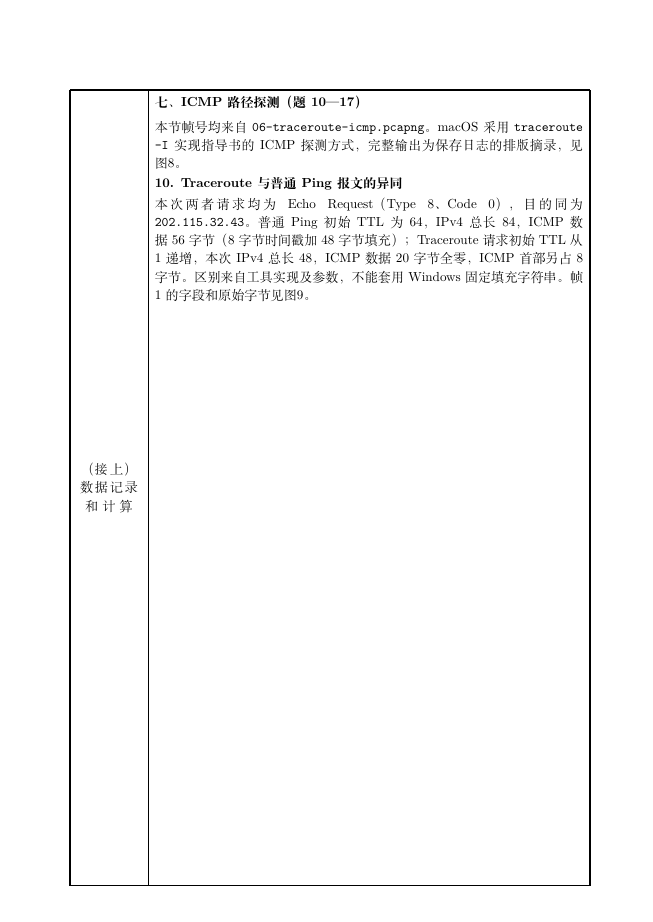 七、ICMP 路径探测（题 10—17）
本节帧号均来自 06-traceroute-icmp.pcapng。macOS 采用 traceroute
-I 实现指导书的 ICMP 探测方式，完整输出为保存日志的排版摘录，见
图8。
10. Traceroute 与普通 Ping 报文的异同
本次两者请求均为 Echo Request（Type 8、Code 0），目的同为
202.115.32.43。普通 Ping 初始 TTL 为 64，IPv4 总长 84，ICMP 数
据 56 字节（8 字节时间戳加 48 字节填充）；Traceroute 请求初始 TTL 从
1 递增，本次 IPv4 总长 48，ICMP 数据 20 字节全零，ICMP 首部另占 8
字节。区别来自工具实现及参数，不能套用 Windows 固定填充字符串。帧
1 的字段和原始字节见图9。
（接上）
数据记录
和计算